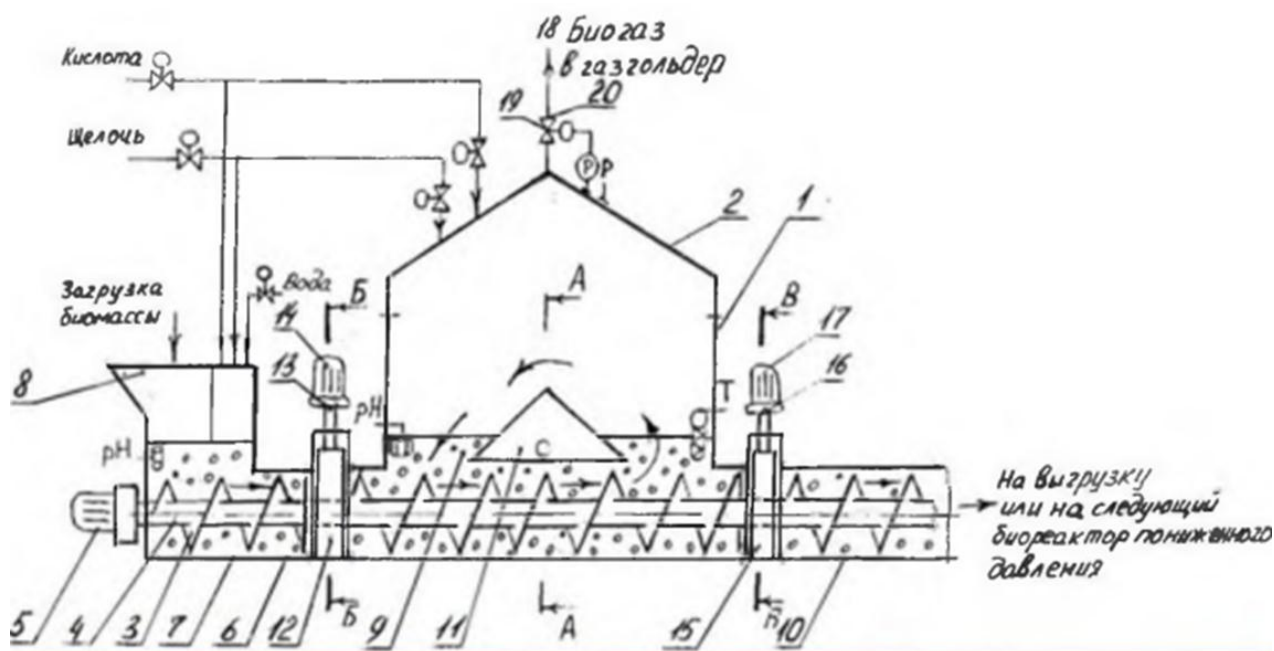 18 Биогаз
в газгольдер
Кислота
19
20
Щелочь
P
P
2
1
Вода
Загрузка
биомассы
Б
А
В
14
17
13
16
8
T
pH
pH
С
На выгрузку
или на следующий
биореактор пониженного
давления
5
4
3
7
6
12
Б
9
11
А
15
10